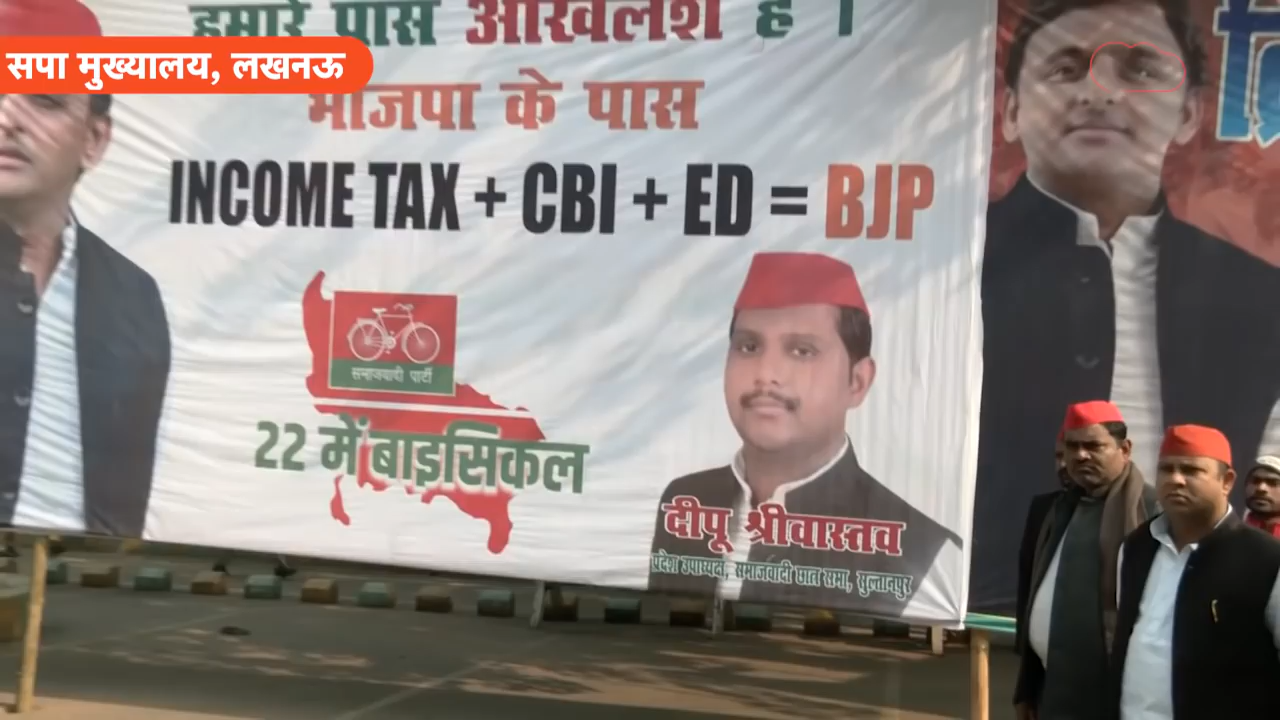 हमारे पास अखिलेश है ।
सपा मुख्यालय, लखनऊ
भाजपा के पास
INCOME TAX + CBI + ED = BJP
समाजवादी पार्टी
22 में बाइसिकल
दीपू श्रीवास्तव
प्रदेश उपाध्यक्ष, समाजवादी छात्र सभा, सुल्तानपुर